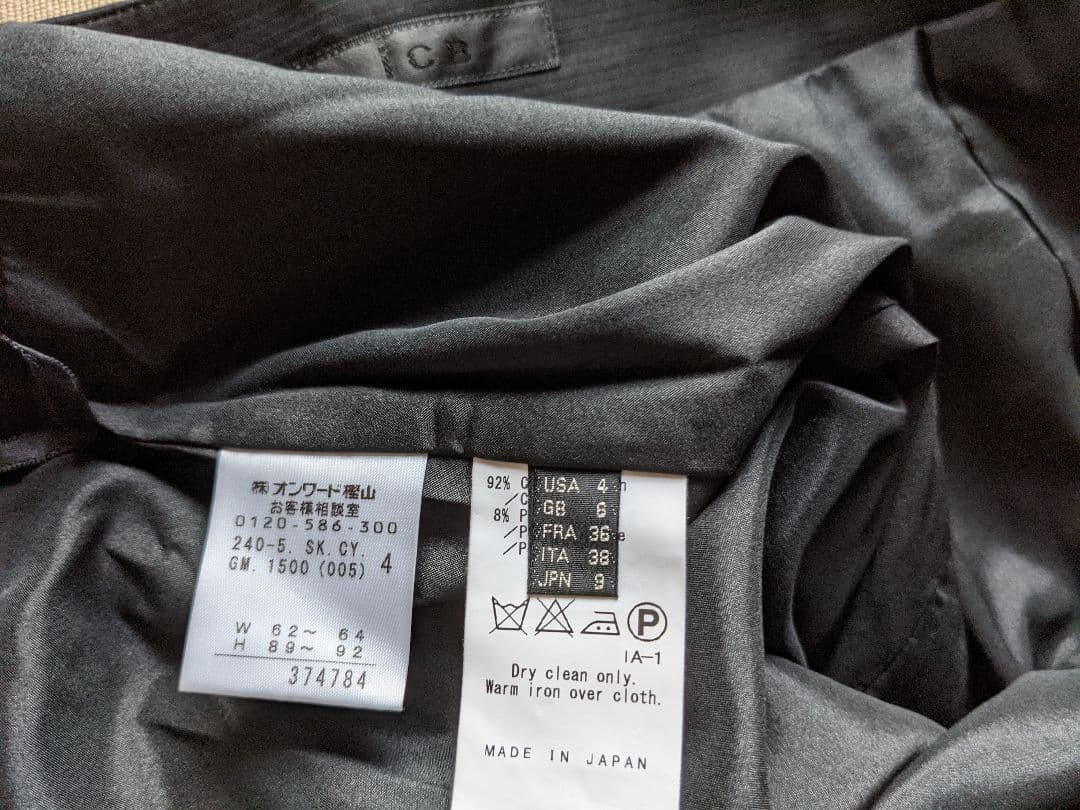 CB
㈱オンワード樫山
お客様相談室
0120-586-300
240-5. SK. CY. 4
GM. 1500 (005)
W 62～ 64
H 89～ 92
374784
92% C
/C
8% P
/P
/P
USA 4
GB 6
FRA 36
ITA 38
JPN 9
P
IA-1
Dry clean only.
Warm iron over cloth.
MADE IN JAPAN